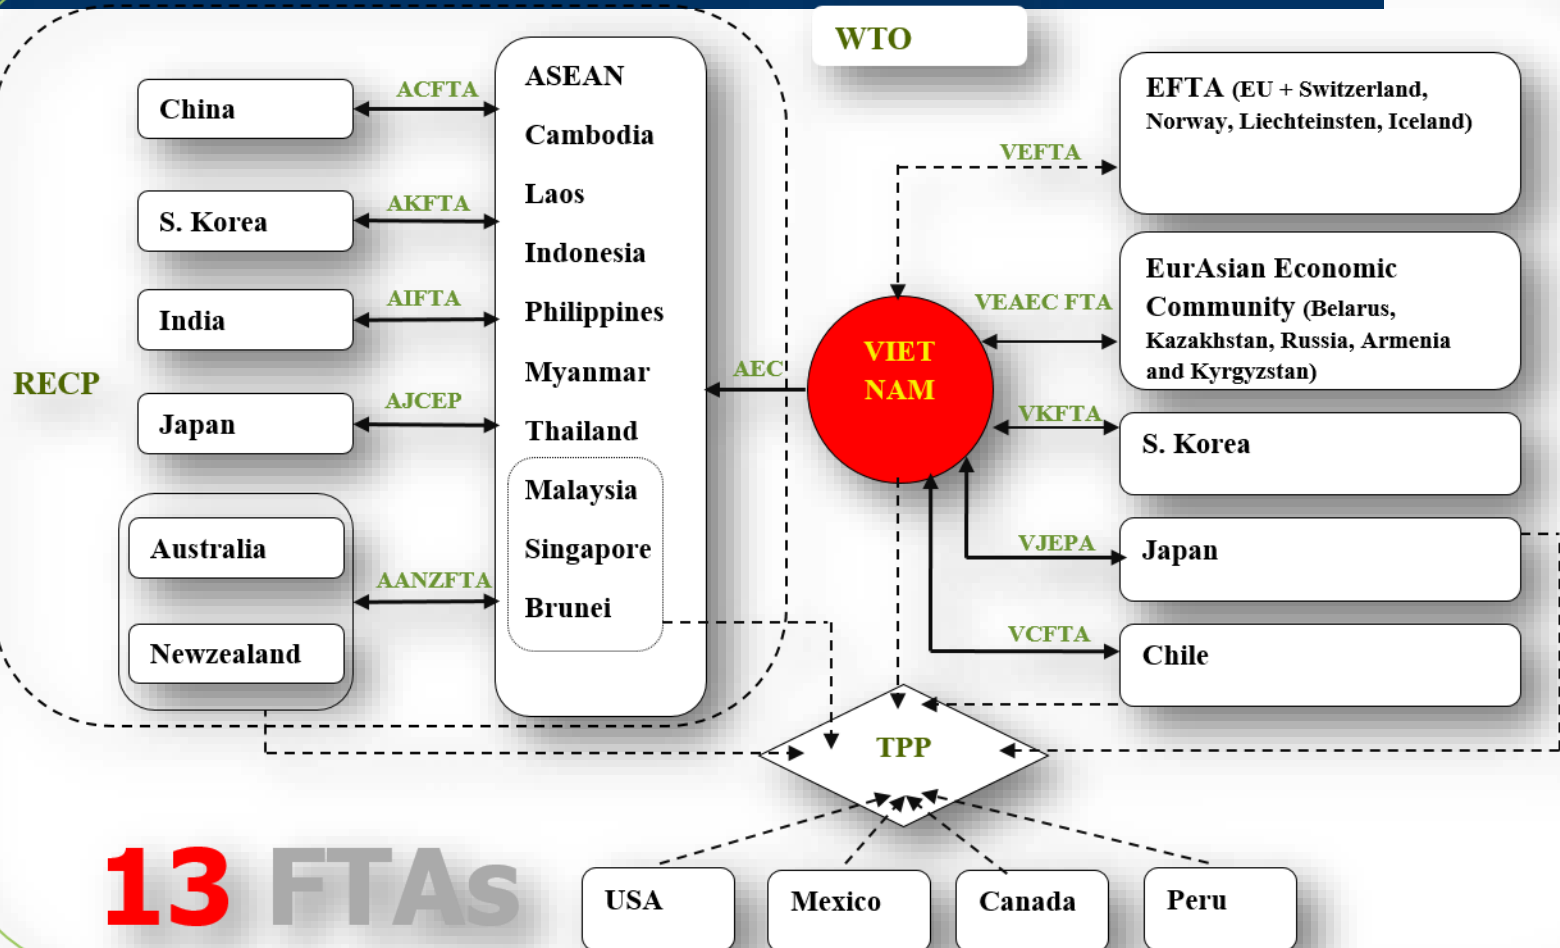 WTO
ASEAN
Cambodia
Laos
Indonesia
Philippines
Myanmar
Thailand
Malaysia
Singapore
Brunei
China
ACFTA
S. Korea
AKFTA
India
AIFTA
RECP
Japan
AJCEP
Australia
AANZFTA
Newzealand
AEC
VIET
NAM
VEFTA
EFTA (EU + Switzerland,
Norway, Liechteinsten, Iceland)
VEAEC FTA
EurAsian Economic
Community (Belarus,
Kazakhstan, Russia, Armenia
and Kyrgyzstan)
VKFTA
S. Korea
VJEPA
Japan
VCFTA
Chile
TPP
13 FTAs
USA
Mexico
Canada
Peru